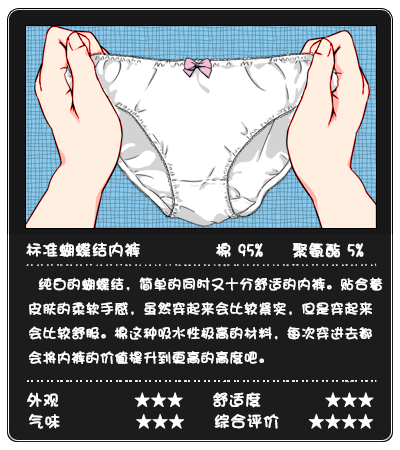 标准蝴蝶结内裤 棉 95% 聚氨酯 5%
纯白的蝴蝶结，简单的同时又十分舒适的内裤。贴合着
皮肤的柔软手感，虽然穿起来会比较紧实，但是穿起来
会比较舒服。棉这种吸水性极高的材料，每次穿进去都
会将内裤的价值提升到更高的高度吧。
外观 ★★★ 舒适度 ★★★
气味 ★★★ 综合评价 ★★★★